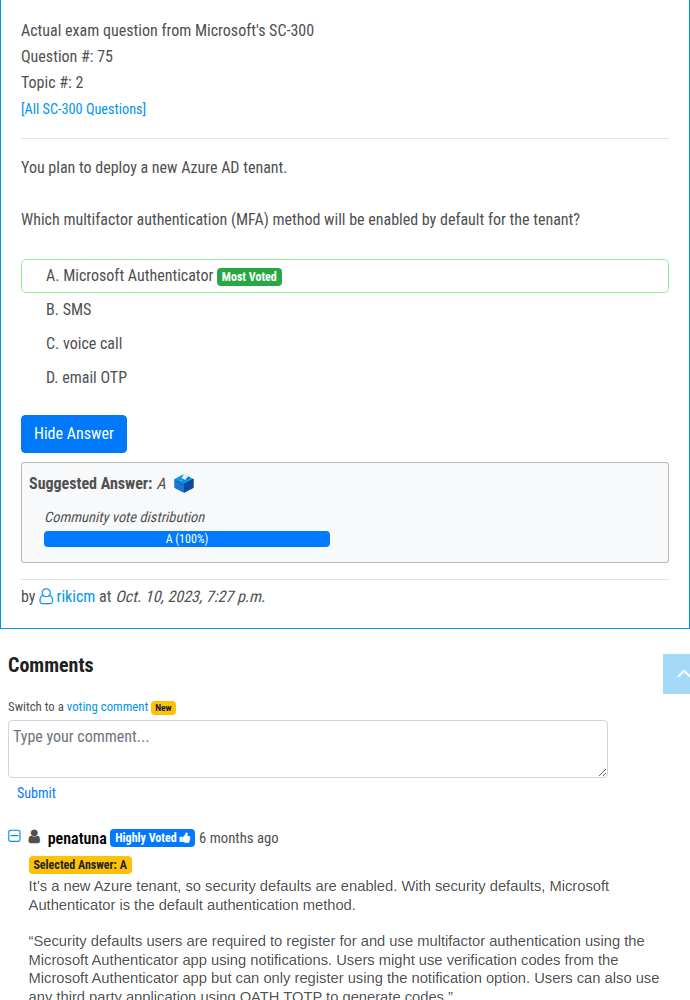 Actual exam question from Microsoft's SC-300
Question #: 75
Topic #: 2
[All SC-300 Questions]
You plan to deploy a new Azure AD tenant.
Which multifactor authentication (MFA) method will be enabled by default for the tenant?
A. Microsoft Authenticator Most Voted
B. SMS
C. voice call
D. email OTP
Hide Answer
Suggested Answer: A
Community vote distribution
A (100%)
by rikicm at Oct. 10, 2023, 7:27 p.m.
Comments
Switch to a voting comment New
Type your comment...
Submit
penatuna Highly Voted 6 months ago
Selected Answer: A
It's a new Azure tenant, so security defaults are enabled. With security defaults, Microsoft
Authenticator is the default authentication method.
“Security defaults users are required to register for and use multifactor authentication using the
Microsoft Authenticator app using notifications. Users might use verification codes from the
Microsoft Authenticator app but can only register using the notification option. Users can also use
any third party application using OATH TOTP to generate codes.”